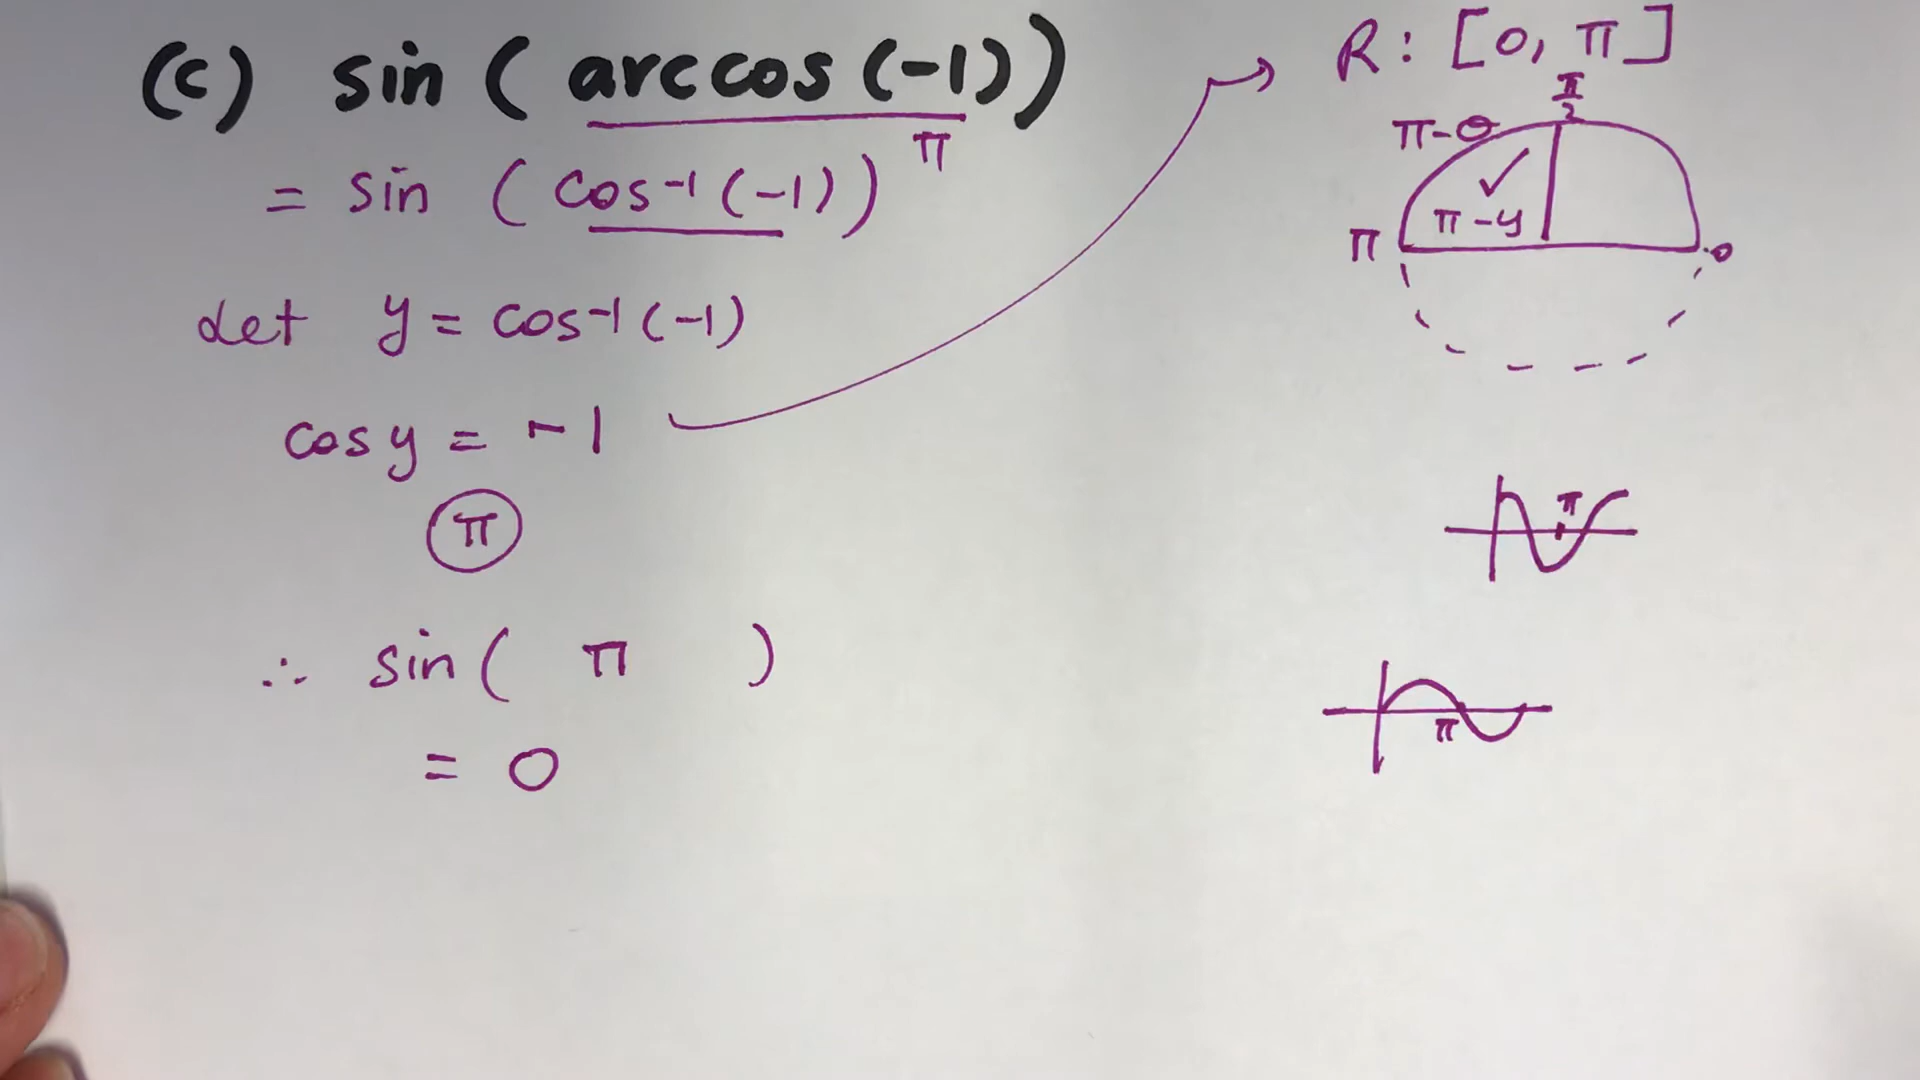 (c) sin (arccos (-1))
π
= sin (cos⁻¹ (-1))
Let y = cos⁻¹ (-1)
cos y = -1
π
∴ sin ( π )
= 0
R: [0, π]
π/2
π-θ
✓
π-y
π 0
π
π